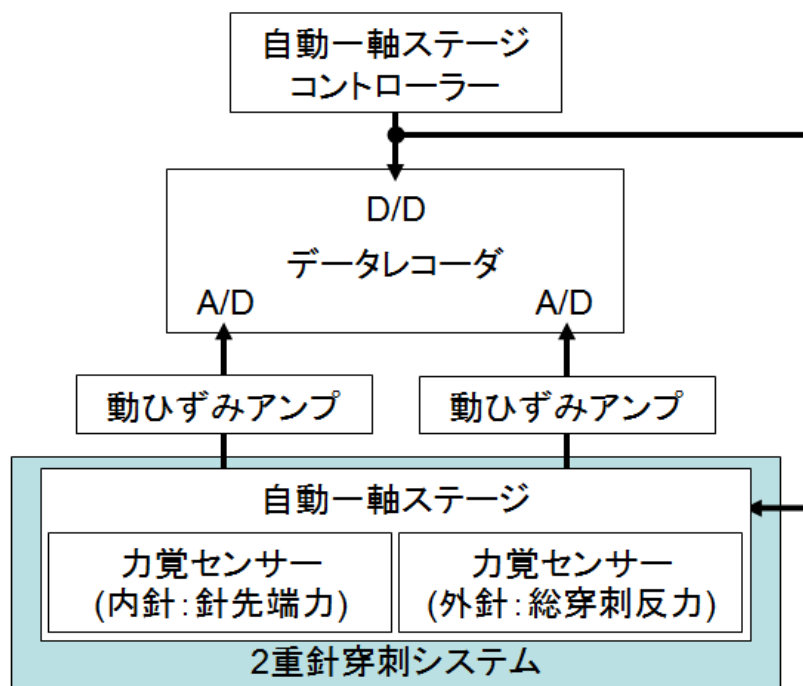 自動一軸ステージ
コントローラー
D/D
データレコーダ
A/D A/D
動ひずみアンプ 動ひずみアンプ
自動一軸ステージ
力覚センサー
(内針：針先端力)
力覚センサー
(外針：総穿刺反力)
2重針穿刺システム